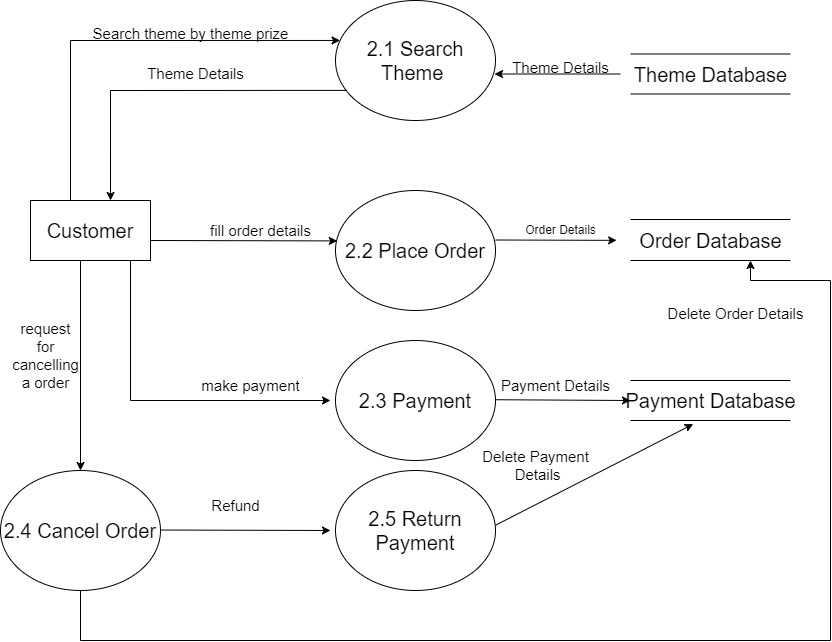 Search theme by theme prize
2.1 Search
Theme
Theme Details
Theme Details
Theme Database
Customer
fill order details
2.2 Place Order
Order Details
Order Database
Delete Order Details
request
for
cancelling
a order
make payment
2.3 Payment
Payment Details
Payment Database
Delete Payment
Details
2.4 Cancel Order
Refund
2.5 Return
Payment